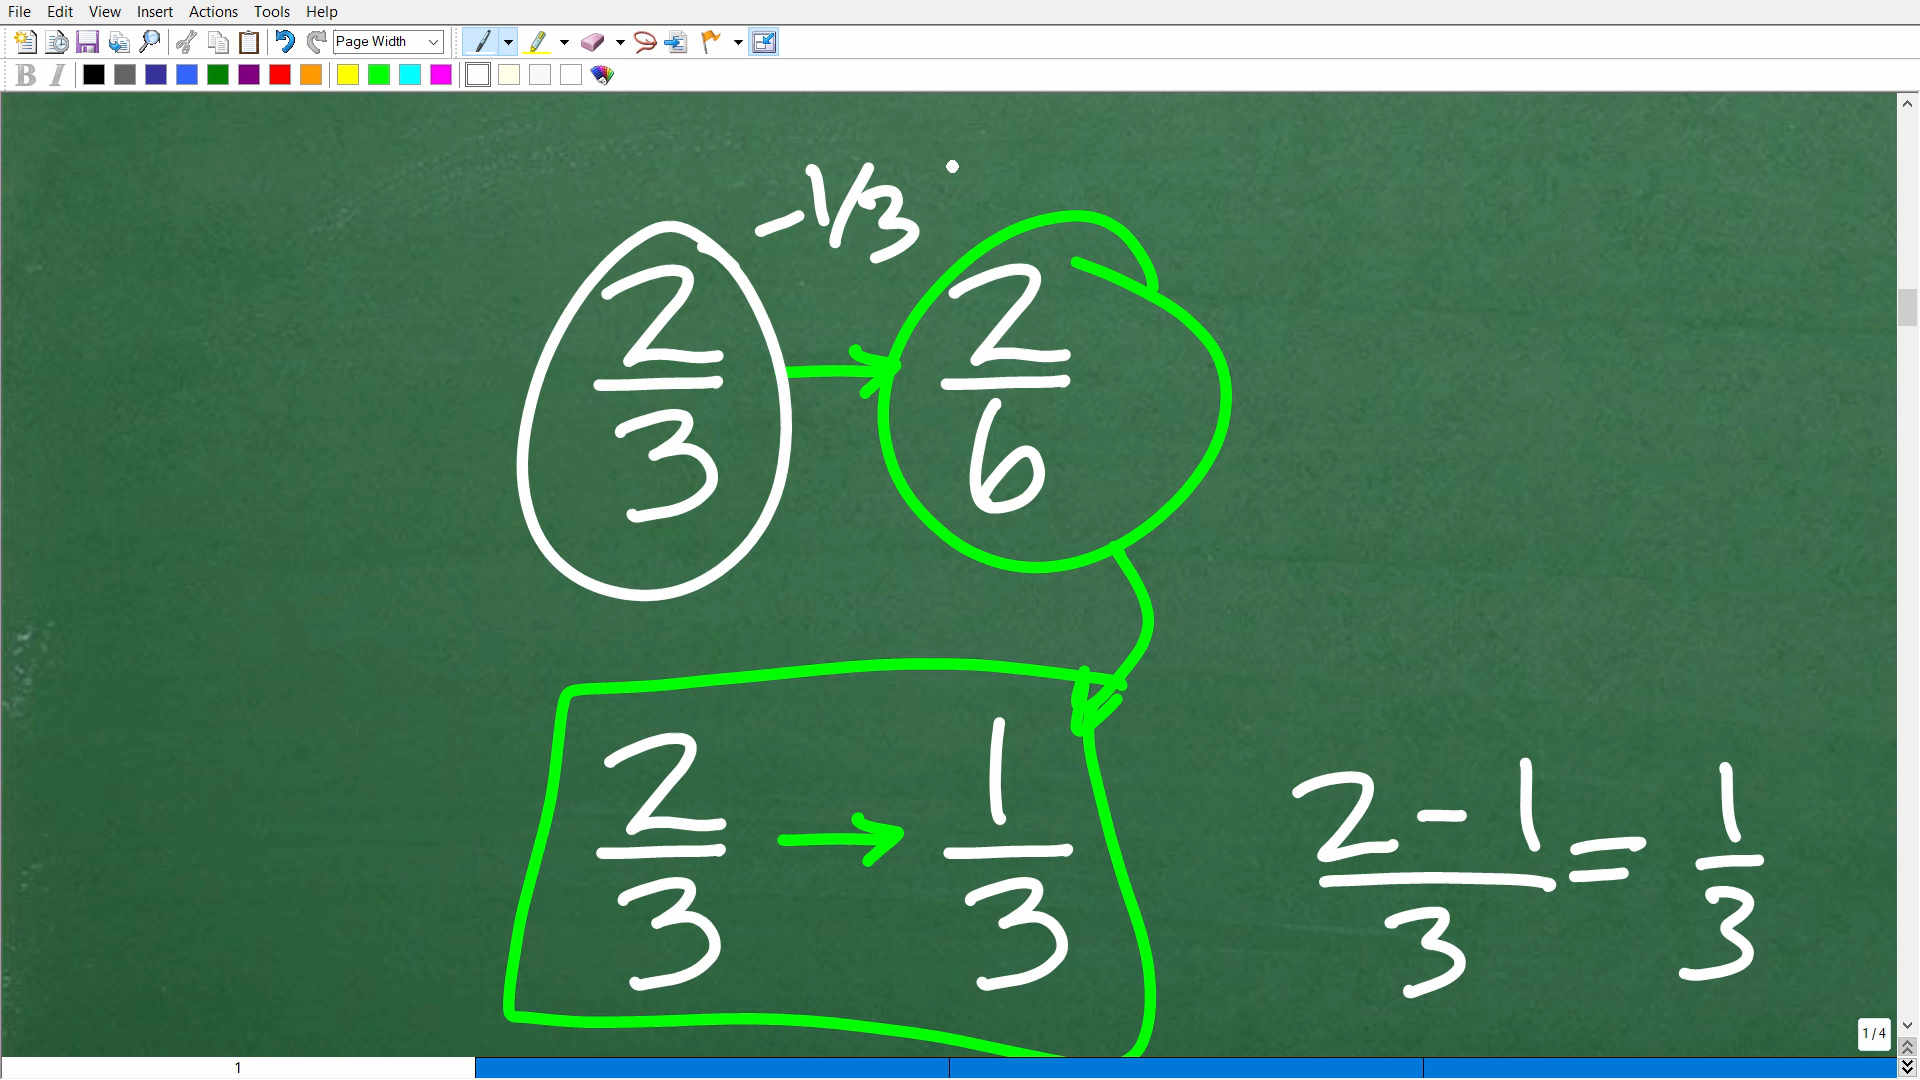 File Edit View Insert Actions Tools Help
Page Width
B I
-1/3
2/3 → 2/6
2/3 → 1/3
2 - 1
3
= 1/3
1 / 4
1